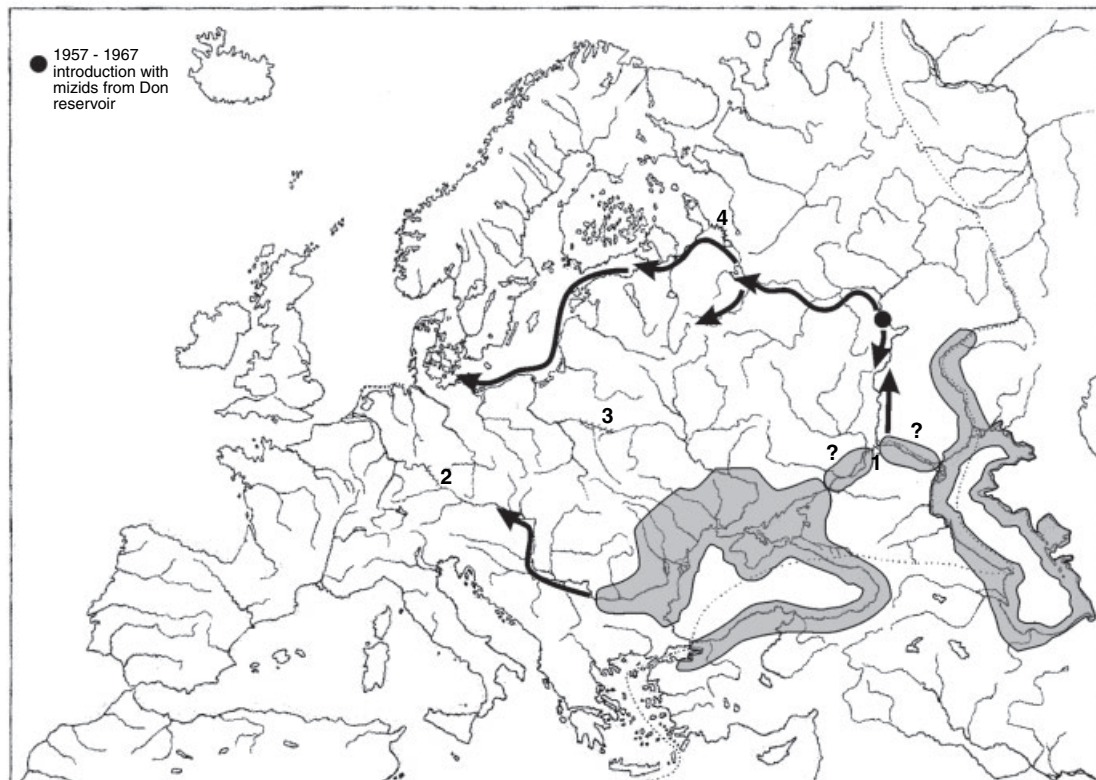 1957 - 1967
introduction with
mizids from Don
reservoir
4
3
?
?
1
2